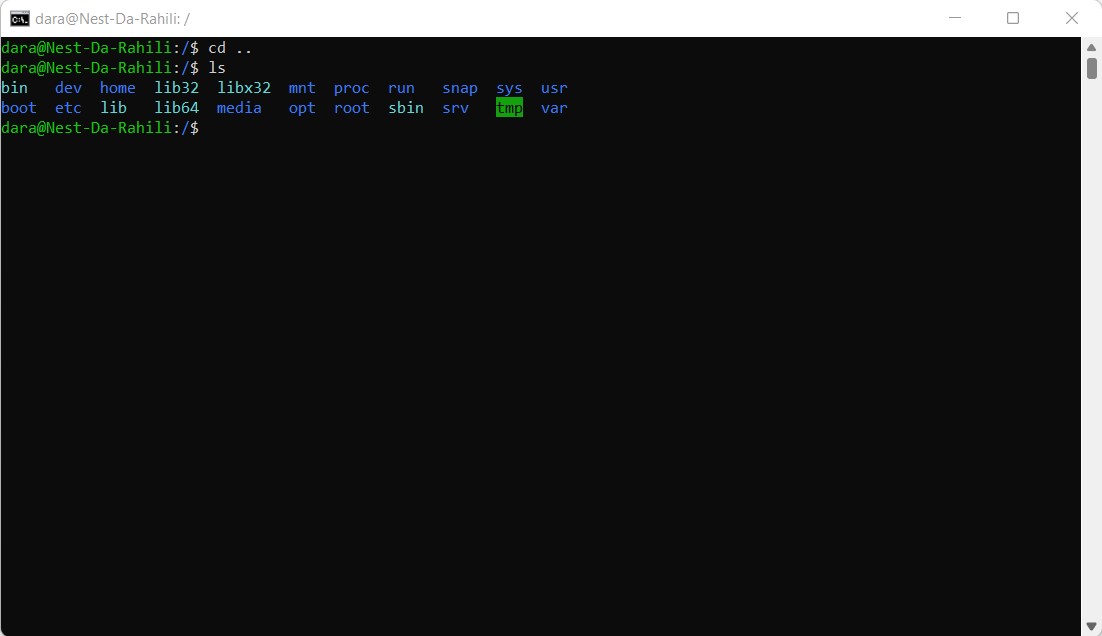 dara@Nest-Da-Rahili: /
dara@Nest-Da-Rahili:/$ cd ..
dara@Nest-Da-Rahili:/$ ls
bin   dev  home  lib32  libx32  mnt  proc  run   snap  sys  usr
boot  etc  lib   lib64  media   opt  root  sbin  srv   tmp  var
dara@Nest-Da-Rahili:/$